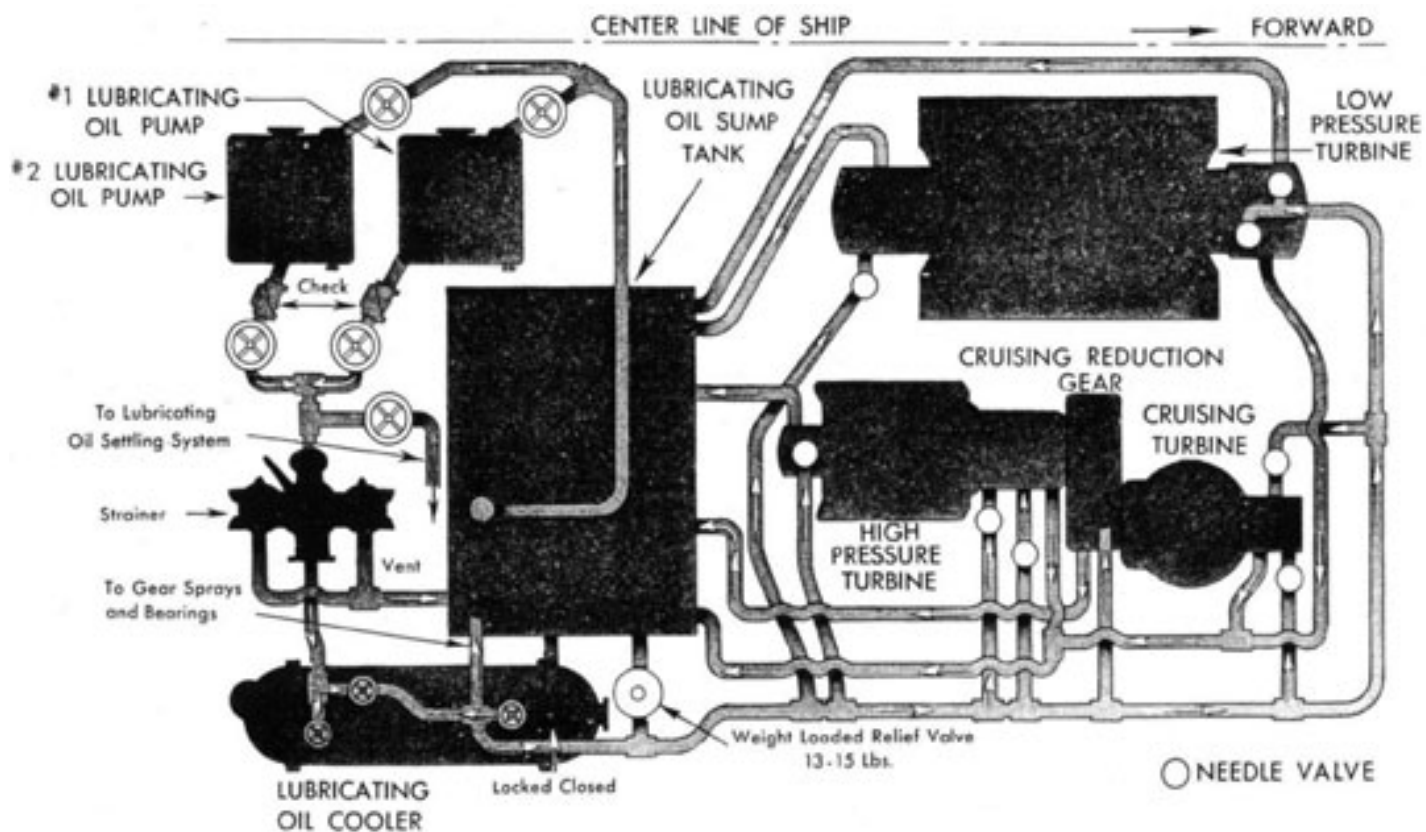 CENTER LINE OF SHIP
FORWARD
#1 LUBRICATING
OIL PUMP
#2 LUBRICATING
OIL PUMP
LUBRICATING
OIL SUMP
TANK
LOW
PRESSURE
TURBINE
Check
To Lubricating
Oil Settling System
CRUISING REDUCTION
GEAR
CRUISING
TURBINE
Strainer
HIGH
PRESSURE
TURBINE
Vent
To Gear Sprays
and Bearings
Weight Loaded Relief Valve
13-15 Lbs.
Locked Closed
LUBRICATING
OIL COOLER
NEEDLE VALVE